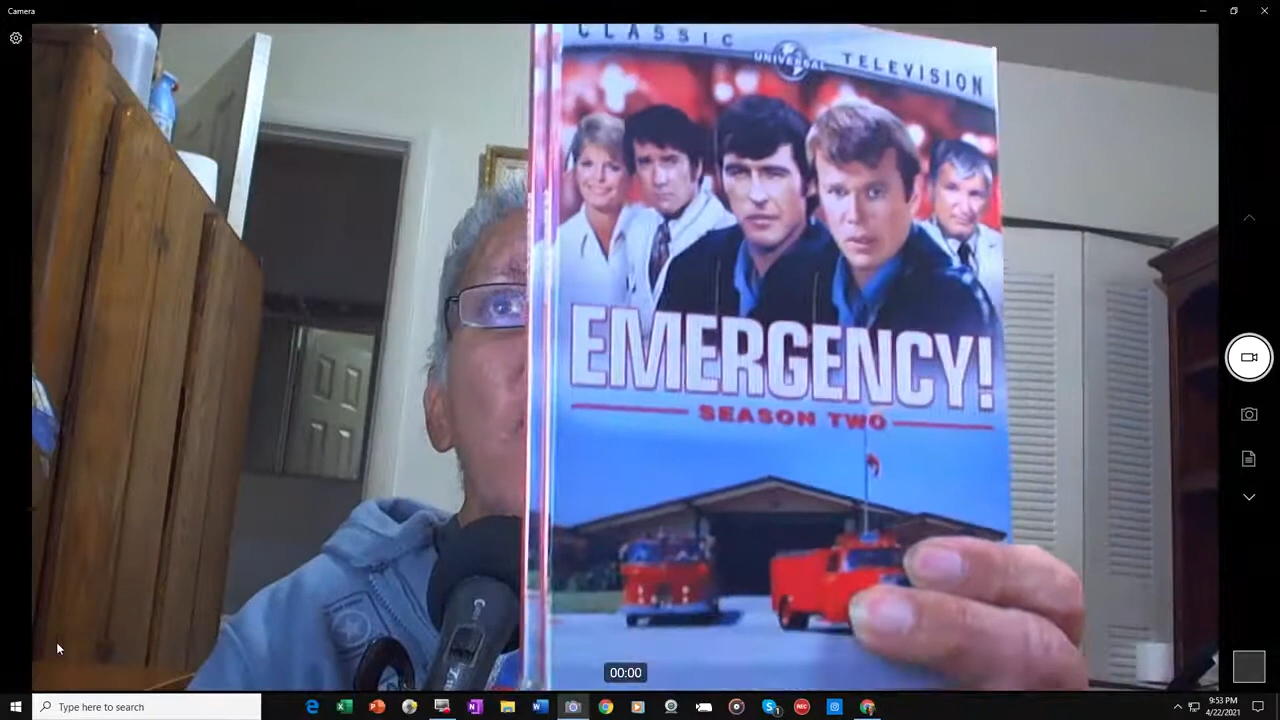 Camera
CLASSIC UNIVERSAL TELEVISION
EMERGENCY!
SEASON TWO
00:00
Type here to search
REC
9:53 PM
4/22/2021